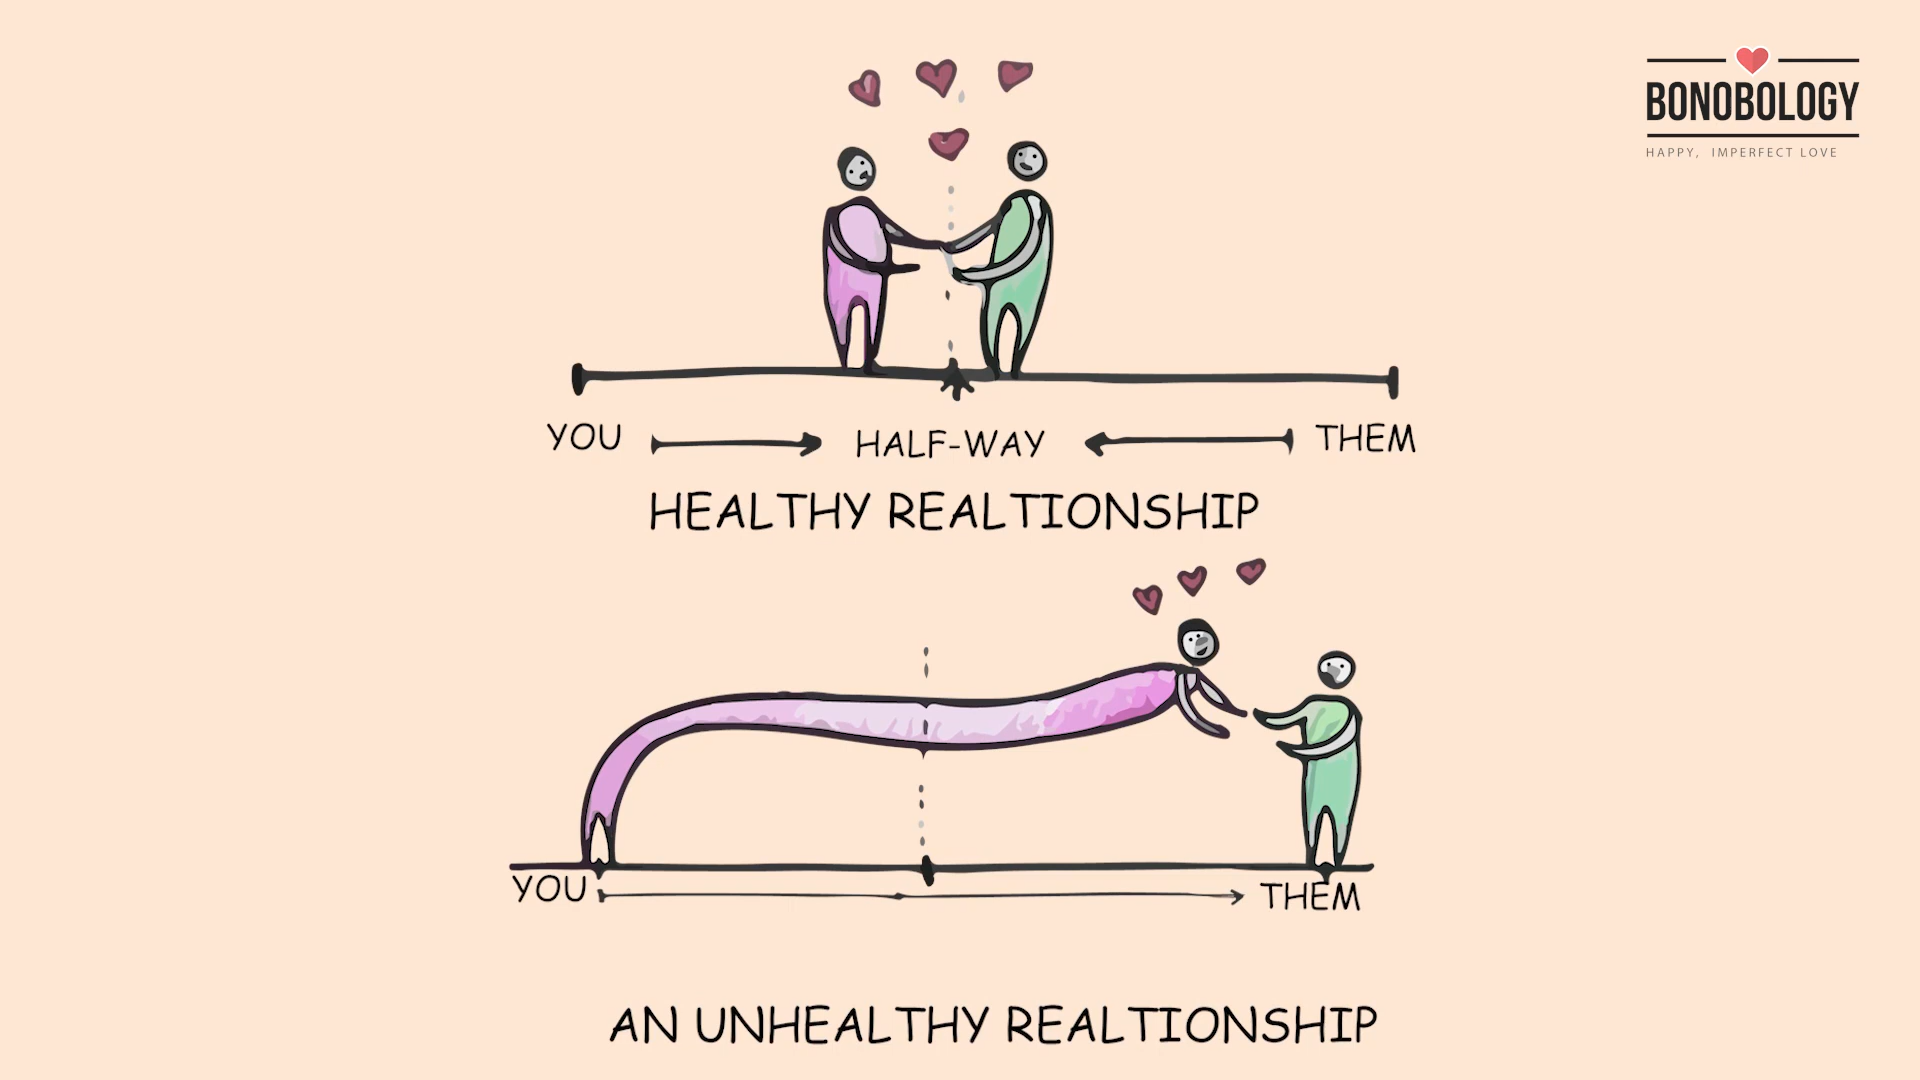 BONOBOLOGY
HAPPY, IMPERFECT LOVE
YOU HALF-WAY THEM
HEALTHY REALTIONSHIP
YOU THEM
AN UNHEALTHY REALTIONSHIP